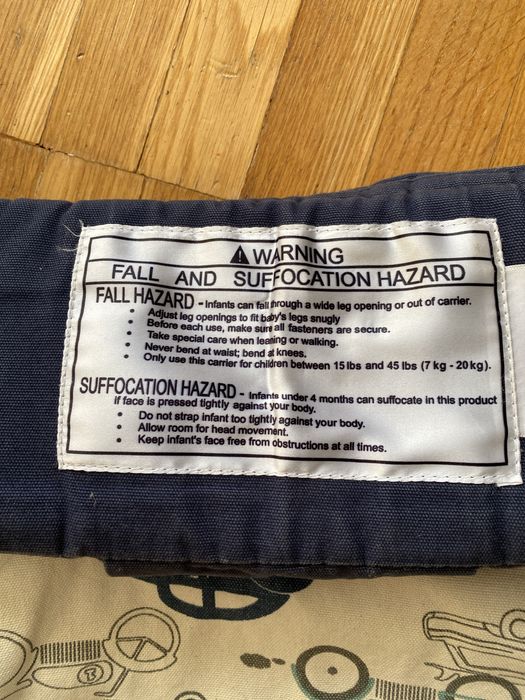 ⚠ WARNING
FALL AND SUFFOCATION HAZARD
FALL HAZARD - Infants can fall through a wide leg opening or out of carrier.
• Adjust leg openings to fit baby's legs snugly
• Before each use, make sure all fasteners are secure.
• Take special care when leaning or walking.
• Never bend at waist; bend at knees.
• Only use this carrier for children between 15 lbs and 45 lbs (7 kg - 20 kg).
SUFFOCATION HAZARD - Infants under 4 months can suffocate in this product
if face is pressed tightly against your body.
• Do not strap infant too tightly against your body.
• Allow room for head movement.
• Keep infant's face free from obstructions at all times.